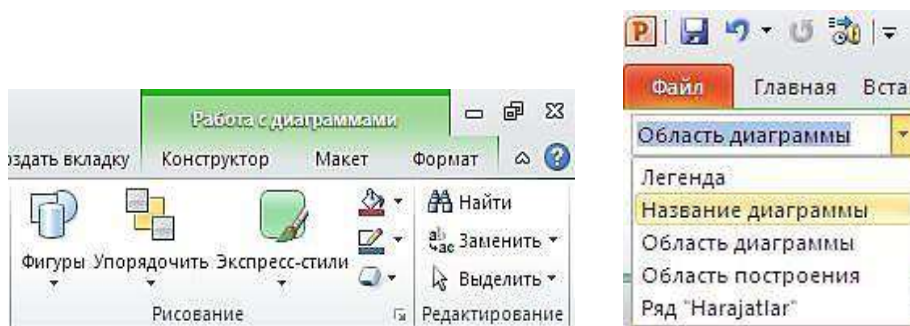 Работа с диаграммами
оздать вкладку Конструктор Макет Формат
Фигуры Упорядочить Экспресс-стили
Найти
Заменить
Выделить
Рисование Редактирование
Файл Главная Вста
Область диаграммы
Легенда
Название диаграммы
Область диаграммы
Область построения
Ряд "Harajatlar"